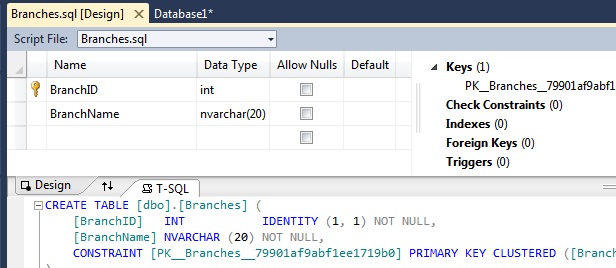 Branches.sql [Design] Database1*
Script File: Branches.sql
Name Data Type Allow Nulls Default
BranchID int
BranchName nvarchar(20)
Keys (1)
PK__Branches__79901af9abf1
Check Constraints (0)
Indexes (0)
Foreign Keys (0)
Triggers (0)
Design T-SQL
CREATE TABLE [dbo].[Branches] (
[BranchID] INT IDENTITY (1, 1) NOT NULL,
[BranchName] NVARCHAR (20) NOT NULL,
CONSTRAINT [PK__Branches__79901af9abf1ee1719b0] PRIMARY KEY CLUSTERED ([Branch